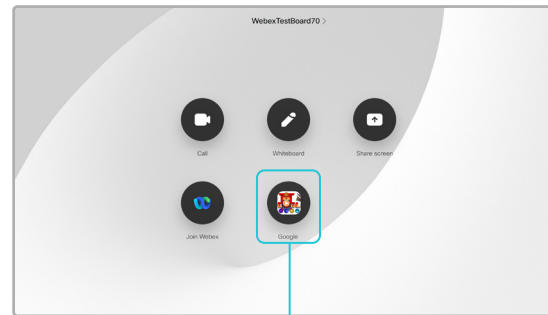 WebexTestBoard70 >
Call
Whiteboard
Share screen
Join Webex
Google